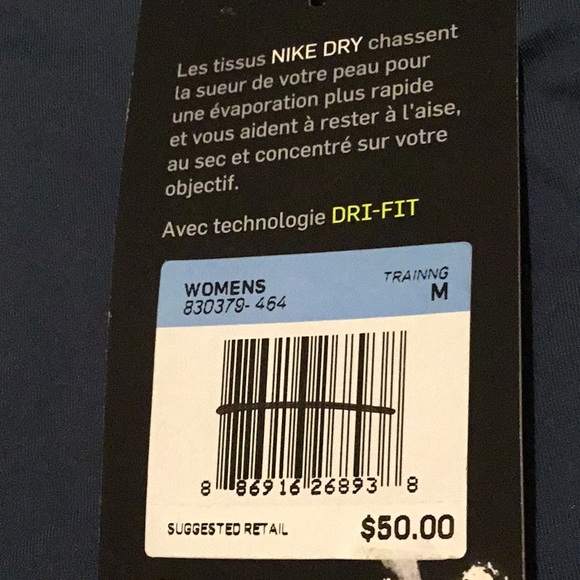 Les tissus NIKE DRY chassent
la sueur de votre peau pour
une évaporation plus rapide
et vous aident à rester à l'aise,
au sec et concentré sur votre
objectif.
Avec technologie DRI-FIT
WOMENS TRAINNG
830379-464 M
8 86916 26893 8
SUGGESTED RETAIL $50.00